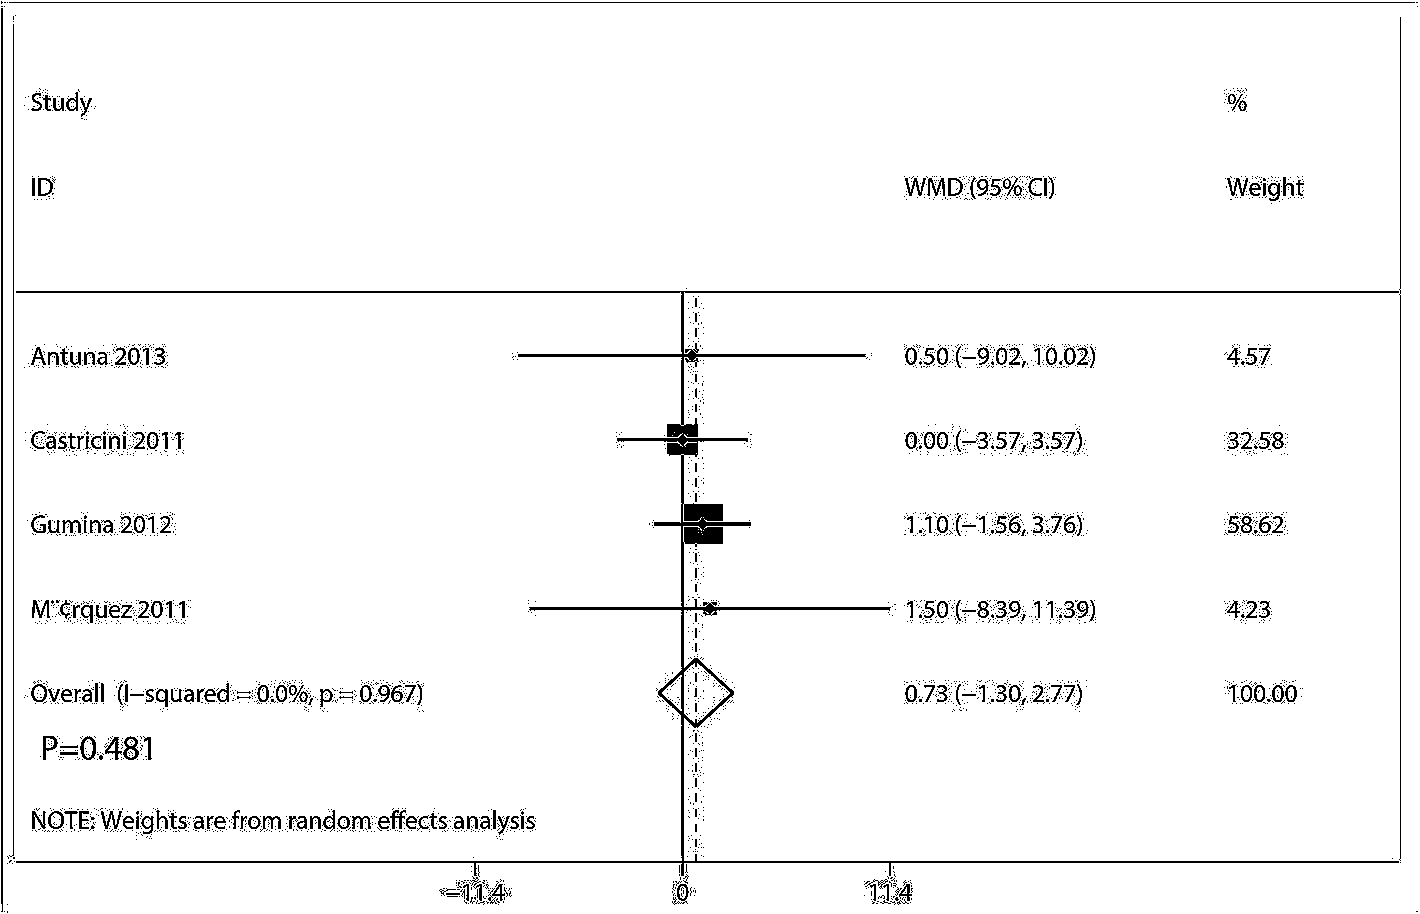 Study %
ID WMD (95% CI) Weight
Antuna 2013 0.50 (−9.02, 10.02) 4.57
Castricini 2011 0.00 (−3.57, 3.57) 32.58
Gumina 2012 1.10 (−1.56, 3.76) 58.62
M¨¢rquez 2011 1.50 (−8.39, 11.39) 4.23
Overall (I−squared = 0.0%, p = 0.967) 0.73 (−1.30, 2.77) 100.00
P=0.481
NOTE: Weights are from random effects analysis
−11.4 0 11.4